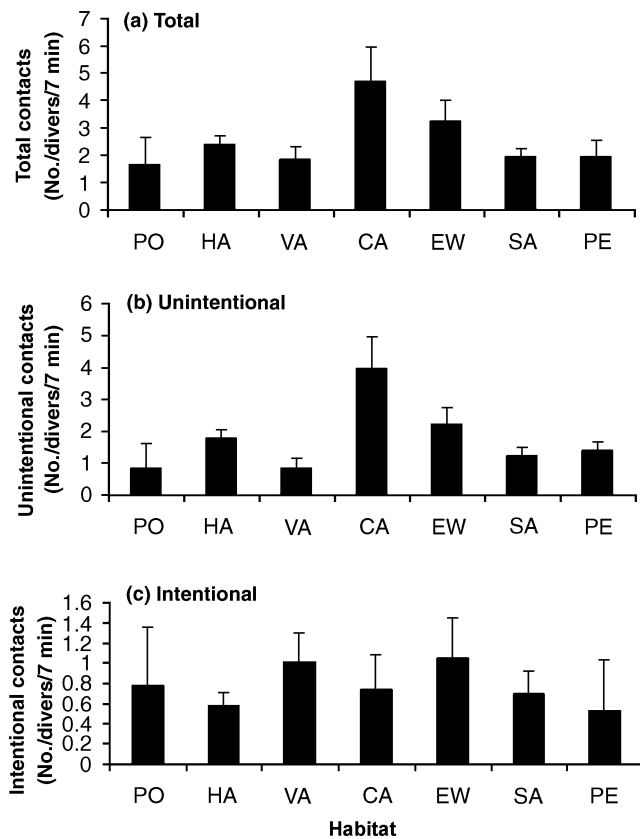 (a) Total
Total contacts
(No./divers/7 min)
7
6
5
4
3
2
1
0
PO HA VA CA EW SA PE
(b) Unintentional
Unintentional contacts
(No./divers/7 min)
6
5
4
3
2
1
0
PO HA VA CA EW SA PE
(c) Intentional
Intentional contacts
(No./divers/7 min)
1.6
1.4
1.2
1
0.8
0.6
0.4
0.2
0
PO HA VA CA EW SA PE
Habitat